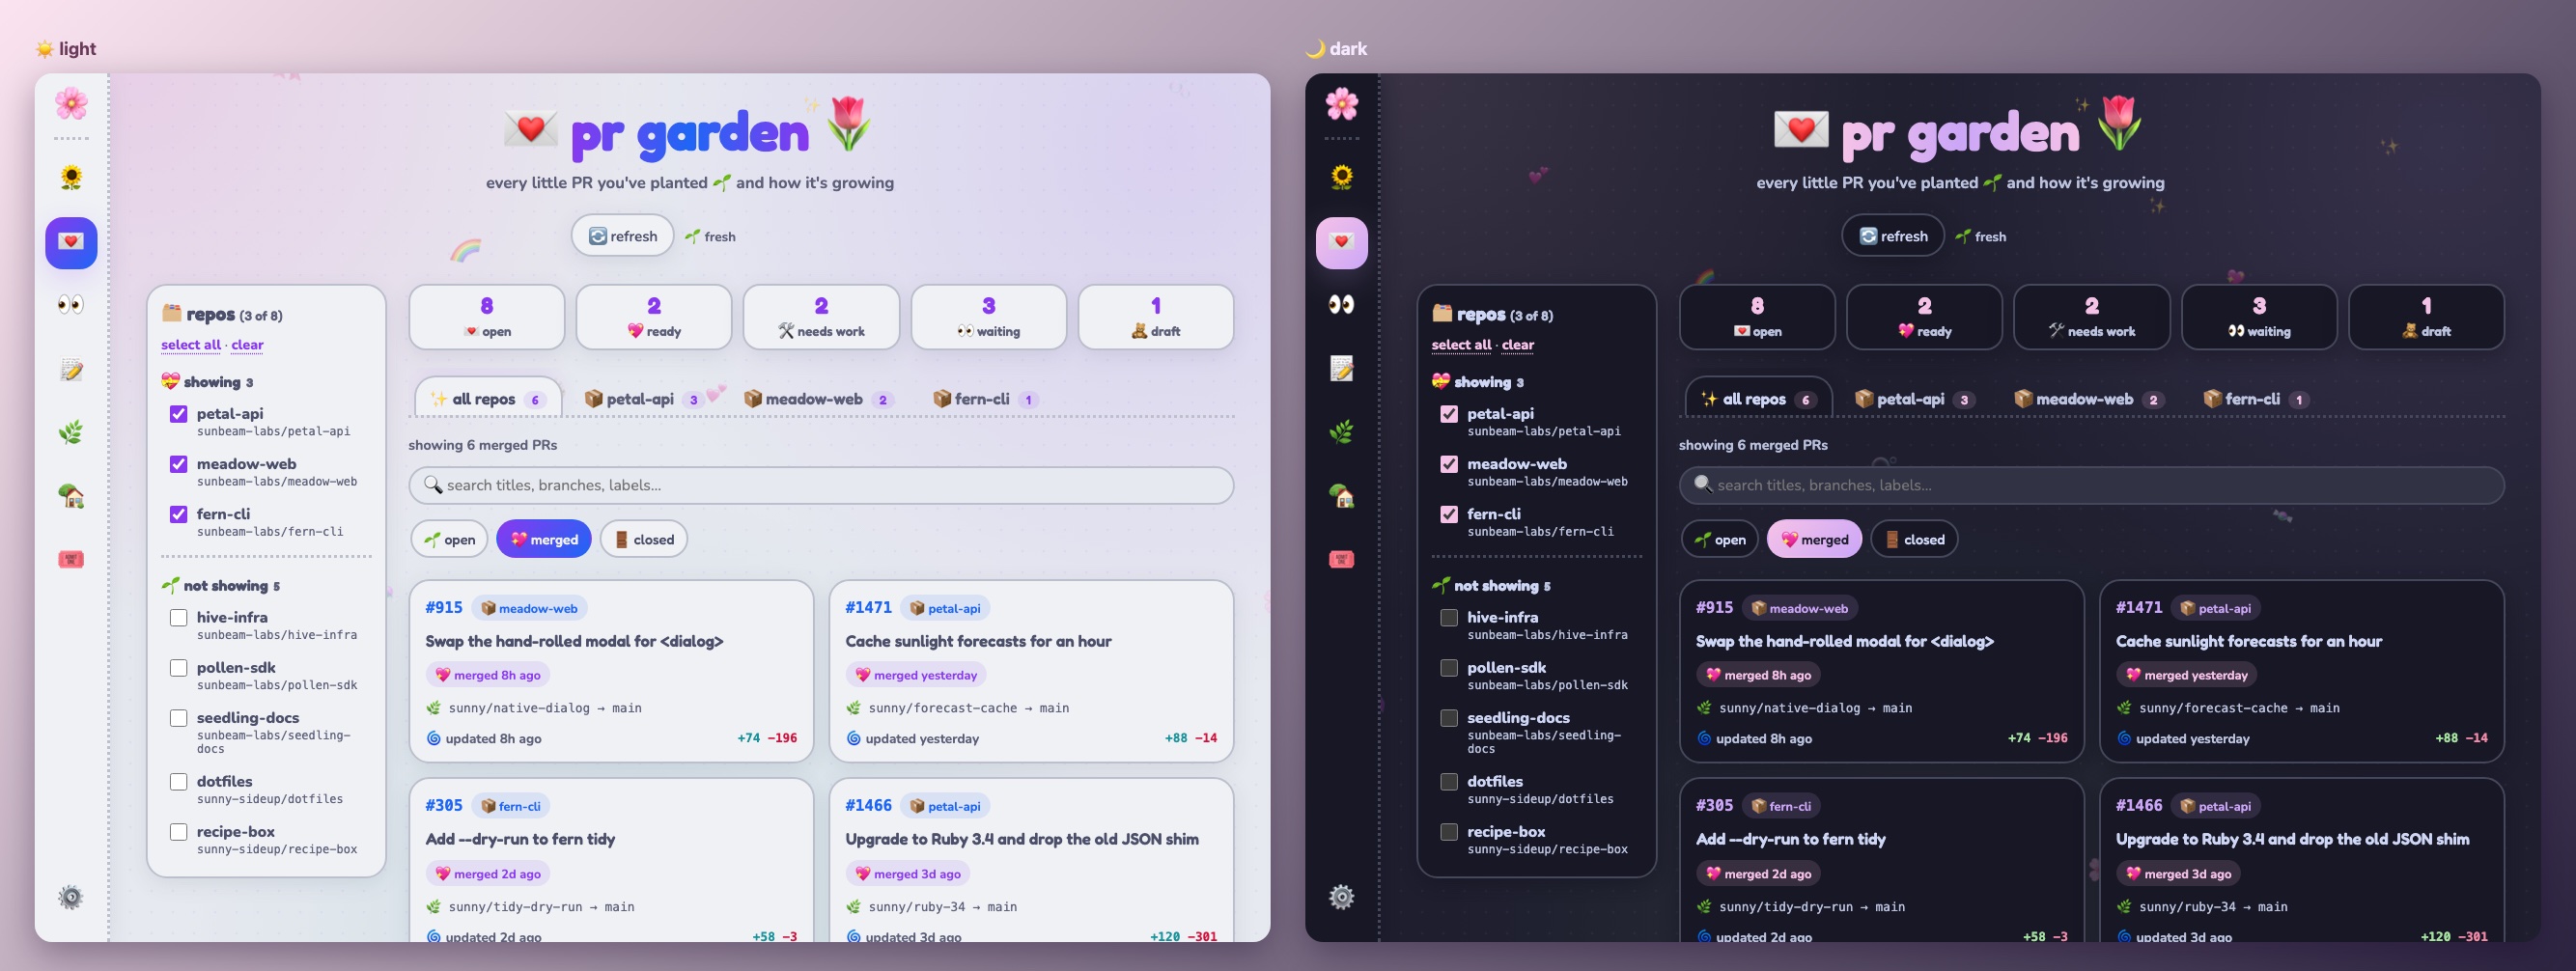 light
pr garden
every little PR you've planted and how it's growing
refresh fresh
repos (3 of 8)
select all · clear
showing 3
petal-api
sunbeam-labs/petal-api
meadow-web
sunbeam-labs/meadow-web
fern-cli
sunbeam-labs/fern-cli
not showing 5
hive-infra
sunbeam-labs/hive-infra
pollen-sdk
sunbeam-labs/pollen-sdk
seedling-docs
sunbeam-labs/seedling-
docs
dotfiles
sunny-sideup/dotfiles
recipe-box
sunny-sideup/recipe-box
8
open
2
ready
2
needs work
3
waiting
1
draft
all repos 6 petal-api 3 meadow-web 2 fern-cli 1
showing 6 merged PRs
search titles, branches, labels...
open merged closed
#915 meadow-web
Swap the hand-rolled modal for <dialog>
merged 8h ago
sunny/native-dialog → main
updated 8h ago +74 −196
#1471 petal-api
Cache sunlight forecasts for an hour
merged yesterday
sunny/forecast-cache → main
updated yesterday +88 −14
#305 fern-cli
Add --dry-run to fern tidy
merged 2d ago
sunny/tidy-dry-run → main
updated 2d ago +58 −3
#1466 petal-api
Upgrade to Ruby 3.4 and drop the old JSON shim
merged 3d ago
sunny/ruby-34 → main
updated 3d ago +120 −301
dark
pr garden
every little PR you've planted and how it's growing
refresh fresh
repos (3 of 8)
select all · clear
showing 3
petal-api
sunbeam-labs/petal-api
meadow-web
sunbeam-labs/meadow-web
fern-cli
sunbeam-labs/fern-cli
not showing 5
hive-infra
sunbeam-labs/hive-infra
pollen-sdk
sunbeam-labs/pollen-sdk
seedling-docs
sunbeam-labs/seedling-
docs
dotfiles
sunny-sideup/dotfiles
recipe-box
sunny-sideup/recipe-box
8
open
2
ready
2
needs work
3
waiting
1
draft
all repos 6 petal-api 3 meadow-web 2 fern-cli 1
showing 6 merged PRs
search titles, branches, labels...
open merged closed
#915 meadow-web
Swap the hand-rolled modal for <dialog>
merged 8h ago
sunny/native-dialog → main
updated 8h ago +74 −196
#1471 petal-api
Cache sunlight forecasts for an hour
merged yesterday
sunny/forecast-cache → main
updated yesterday +88 −14
#305 fern-cli
Add --dry-run to fern tidy
merged 2d ago
sunny/tidy-dry-run → main
updated 2d ago +58 −3
#1466 petal-api
Upgrade to Ruby 3.4 and drop the old JSON shim
merged 3d ago
sunny/ruby-34 → main
updated 3d ago +120 −301